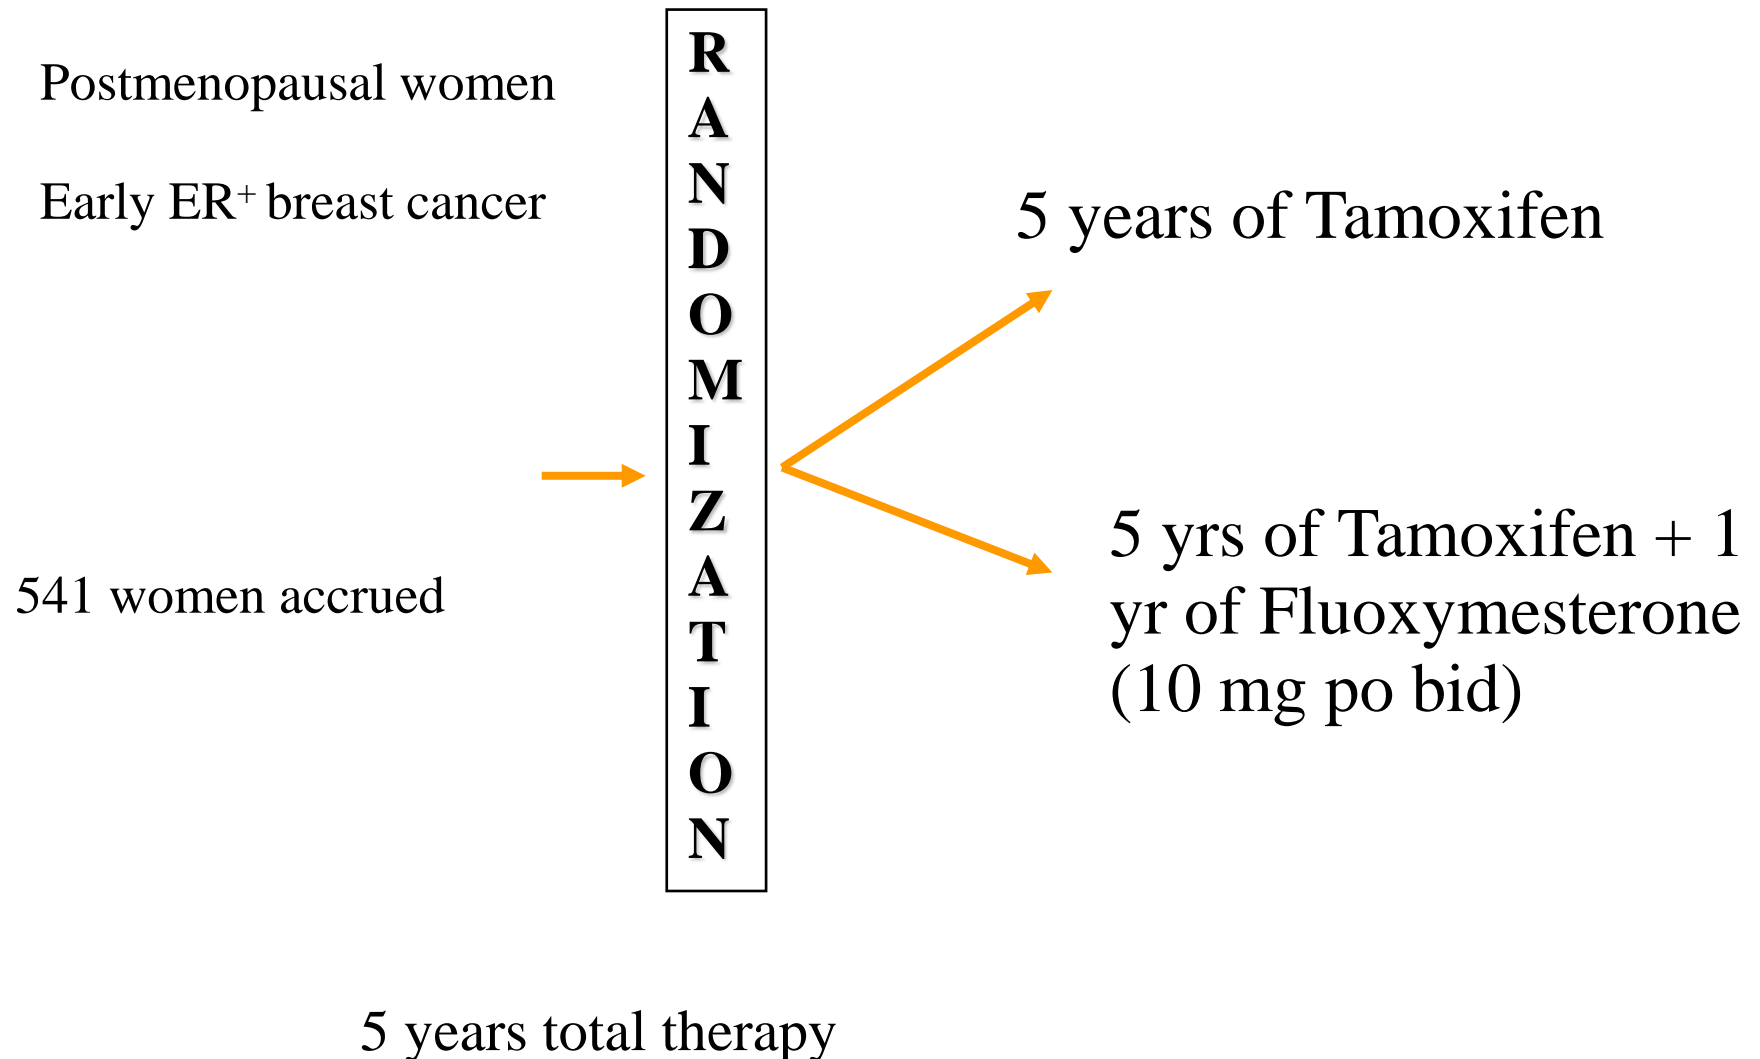 Postmenopausal women
Early ER⁺ breast cancer
541 women accrued
R
A
N
D
O
M
I
Z
A
T
I
O
N
5 years of Tamoxifen
5 yrs of Tamoxifen + 1
yr of Fluoxymesterone
(10 mg po bid)
5 years total therapy